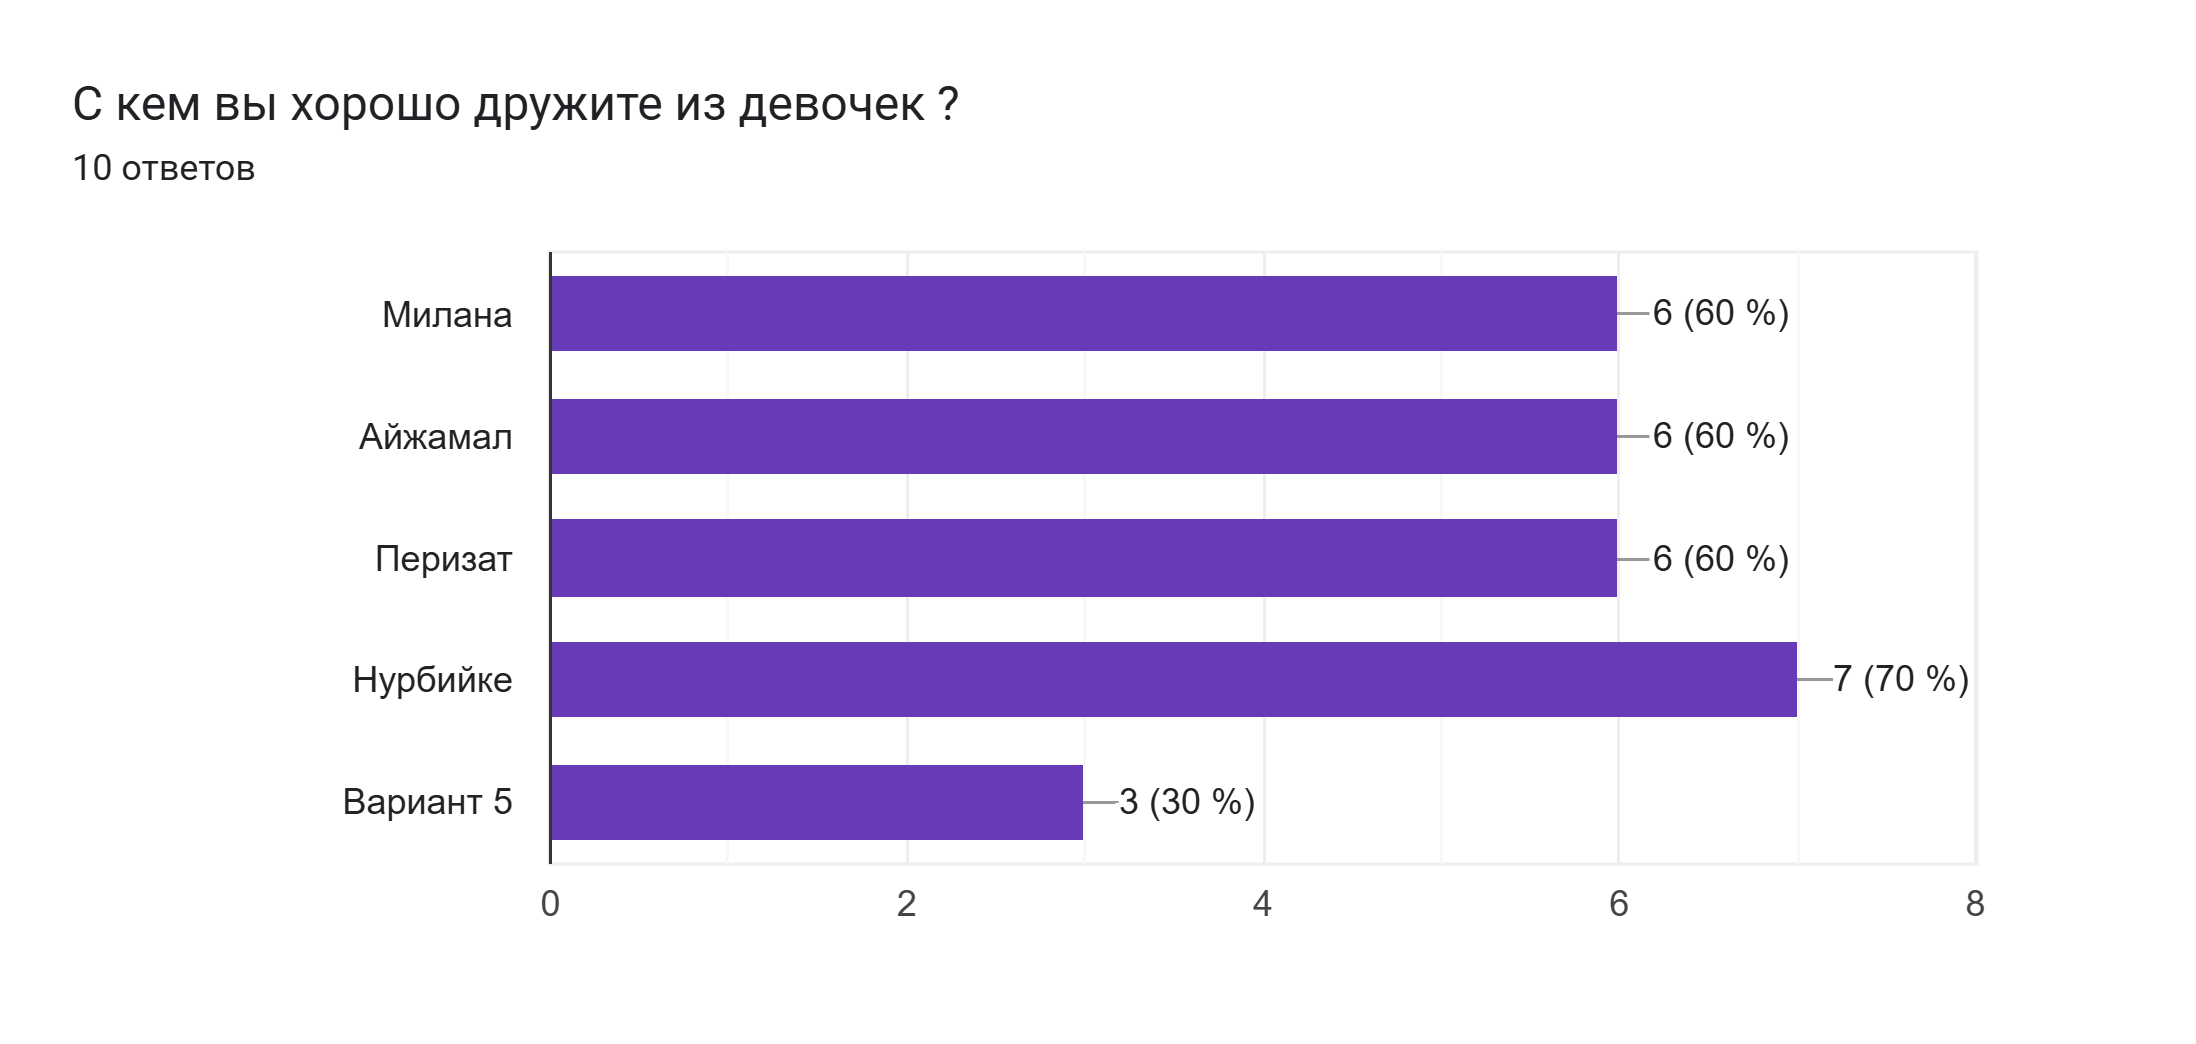 С кем вы хорошо дружите из девочек ?
10 ответов
Милана 6 (60 %)
Айжамал 6 (60 %)
Перизат 6 (60 %)
Нурбийке 7 (70 %)
Вариант 5 3 (30 %)
0 2 4 6 8